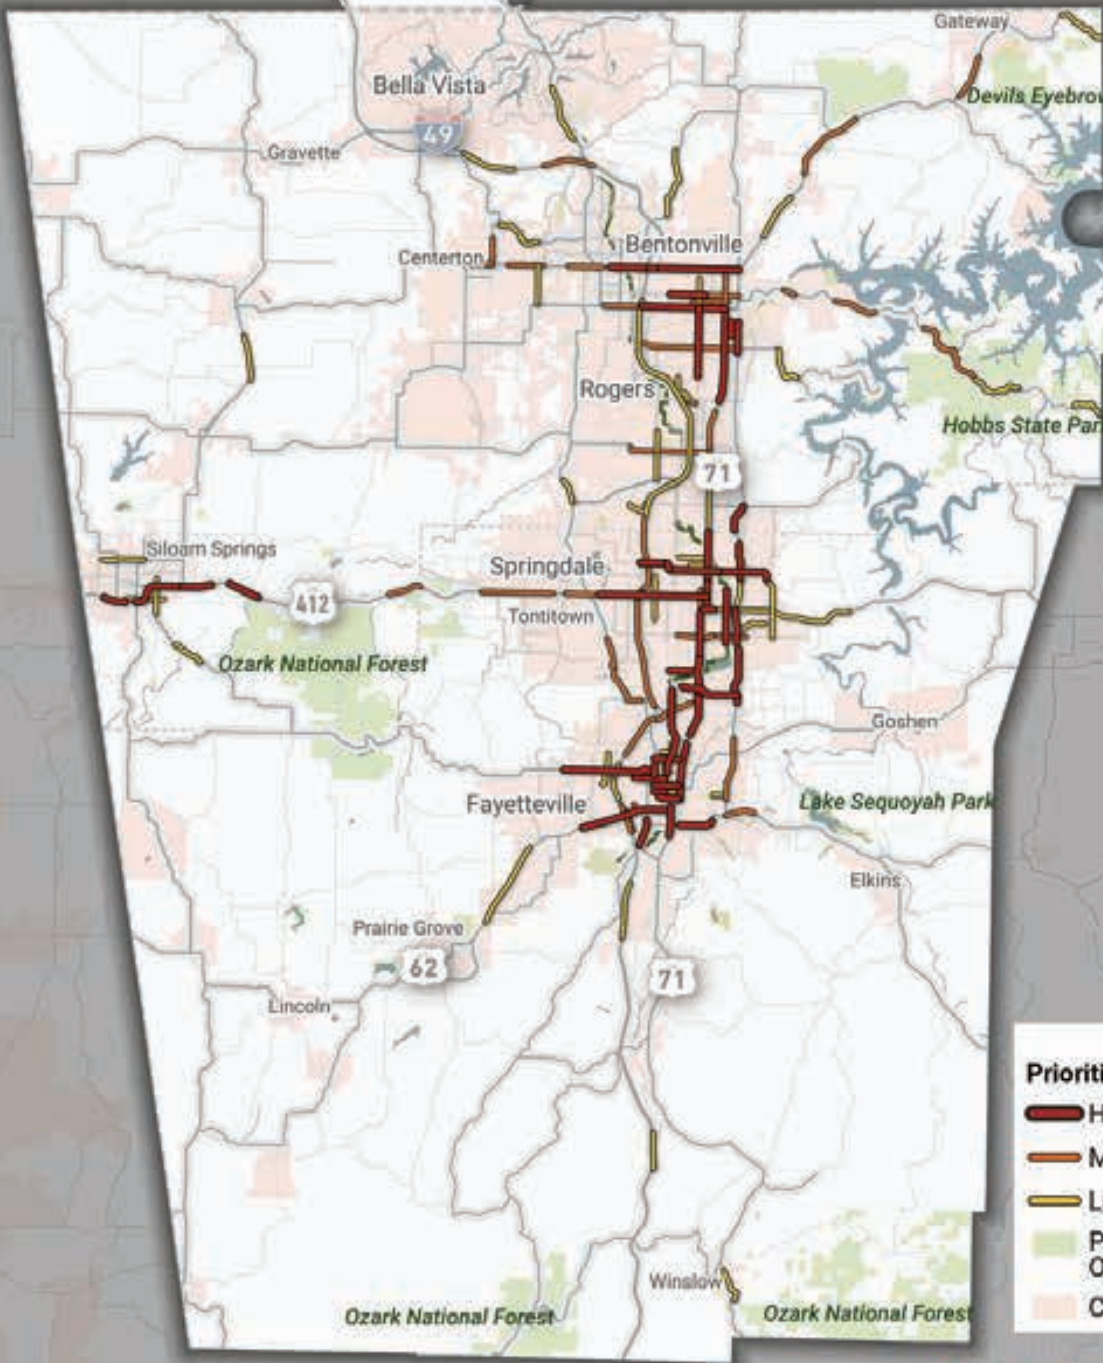 Gateway
Bella Vista
Devils Eyebrow
49
Gravette
Bentonville
Centerton
Rogers
Hobbs State Par
71
Siloam Springs
Springdale
412
Tontitown
Ozark National Forest
Goshen
Fayetteville
Lake Sequoyah Park
Elkins
Prairie Grove
62
71
Lincoln
Prioriti
H
M
L
P
O
C
Winslow
Ozark National Forest
Ozark National Forest